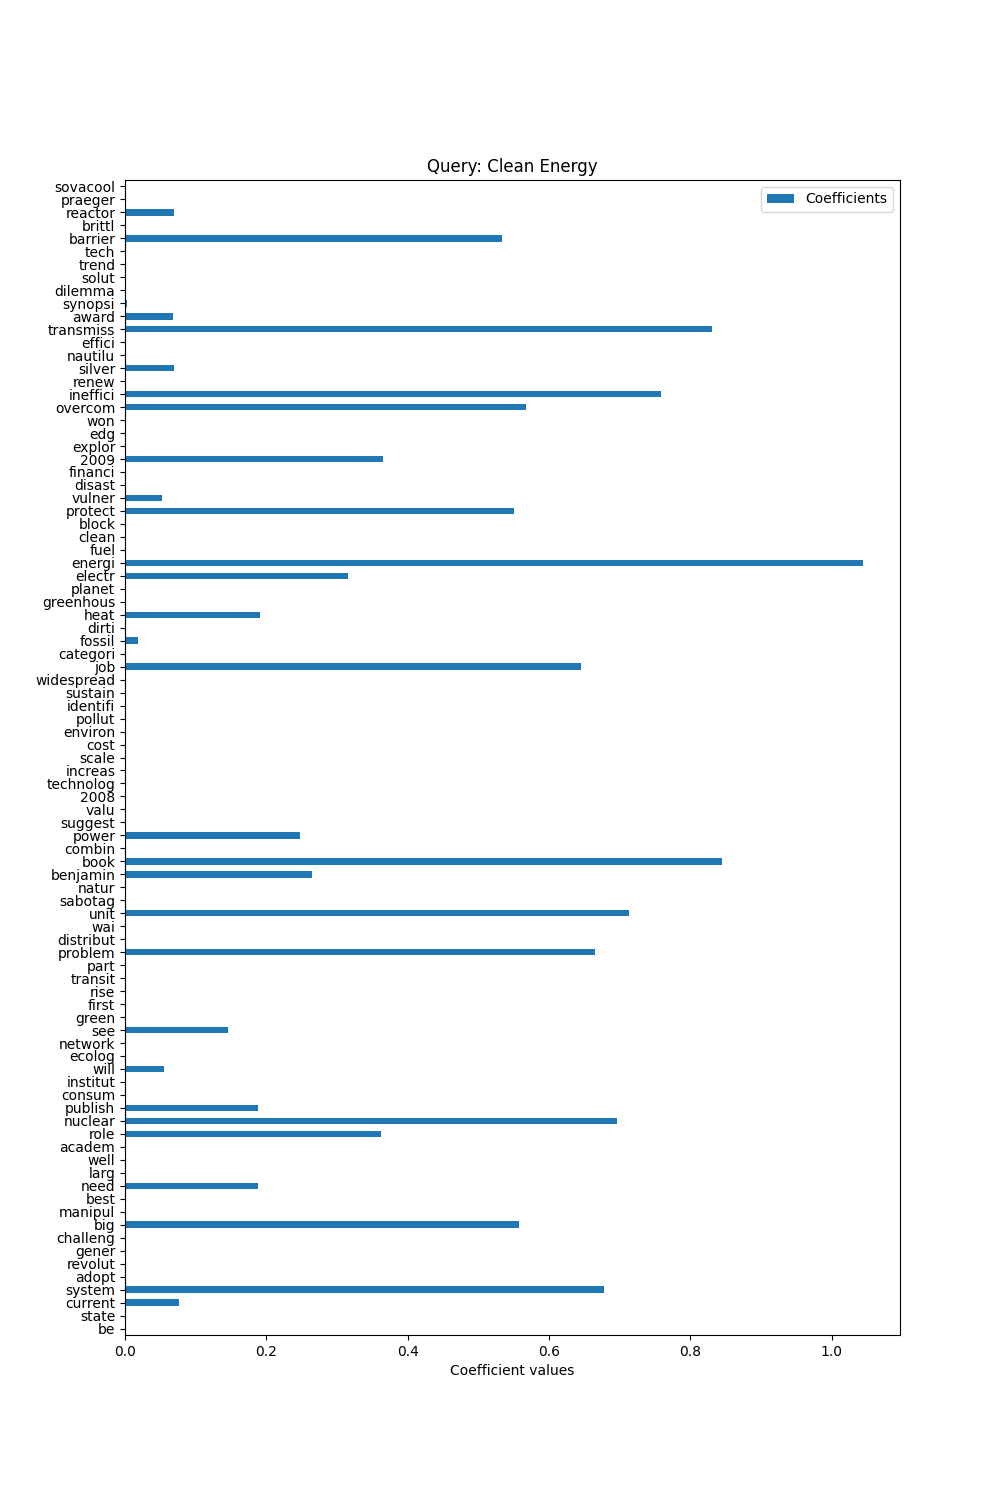 Query: Clean Energy
Coefficients
sovacool
praeger
reactor
brittl
barrier
tech
trend
solut
dilemma
synopsi
award
transmiss
effici
nautilu
silver
renew
ineffici
overcom
won
edg
explor
2009
financi
disast
vulner
protect
block
clean
fuel
energi
electr
planet
greenhous
heat
dirti
fossil
categori
job
widespread
sustain
identifi
pollut
environ
cost
scale
increas
technolog
2008
valu
suggest
power
combin
book
benjamin
natur
sabotag
unit
wai
distribut
problem
part
transit
rise
first
green
see
network
ecolog
will
institut
consum
publish
nuclear
role
academ
well
larg
need
best
manipul
big
challeng
gener
revolut
adopt
system
current
state
be
0.0 0.2 0.4 0.6 0.8 1.0
Coefficient values